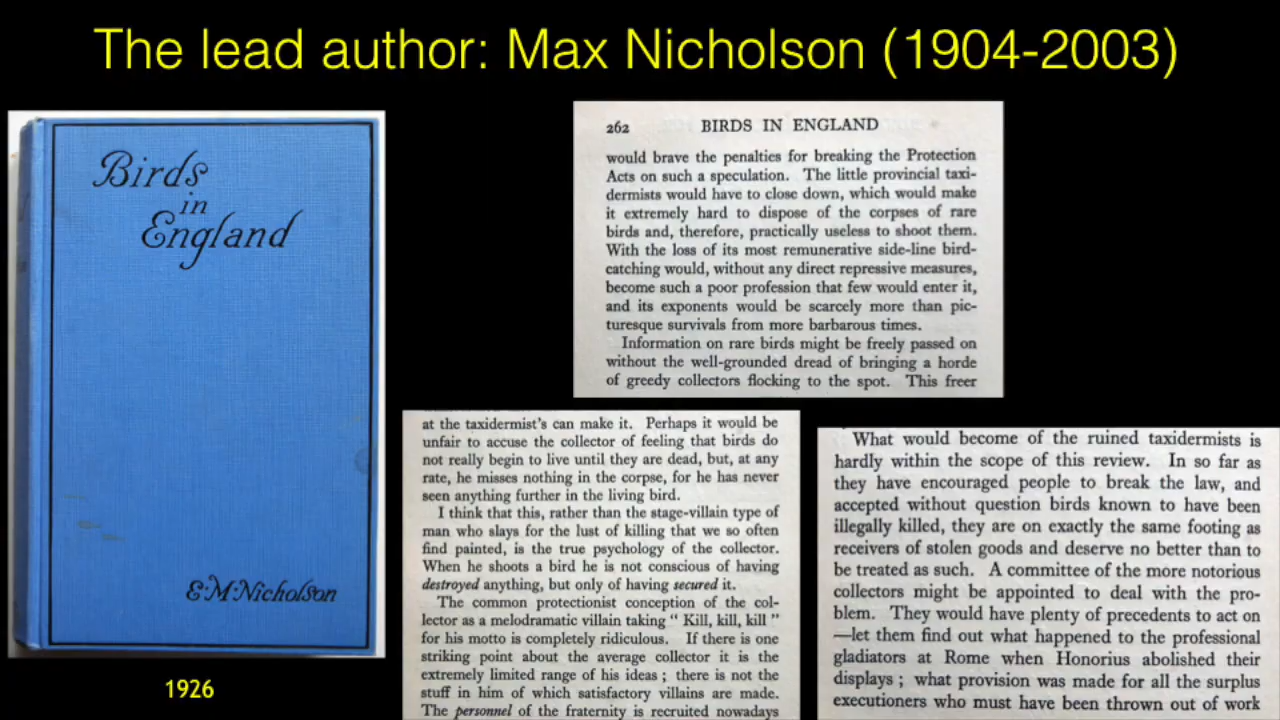 The lead author: Max Nicholson (1904-2003)
Birds
in
England
E·M·Nicholson
1926
262 BIRDS IN ENGLAND
would brave the penalties for breaking the Protection
Acts on such a speculation. The little provincial taxi-
dermists would have to close down, which would make
it extremely hard to dispose of the corpses of rare
birds and, therefore, practically useless to shoot them.
With the loss of its most remunerative side-line bird-
catching would, without any direct repressive measures,
become such a poor profession that few would enter it,
and its exponents would be scarcely more than pic-
turesque survivals from more barbarous times.
Information on rare birds might be freely passed on
without the well-grounded dread of bringing a horde
of greedy collectors flocking to the spot. This freer
at the taxidermist's can make it. Perhaps it would be
unfair to accuse the collector of feeling that birds do
not really begin to live until they are dead, but, at any
rate, he misses nothing in the corpse, for he has never
seen anything further in the living bird.
I think that this, rather than the stage-villain type of
man who slays for the lust of killing that we so often
find painted, is the true psychology of the collector.
When he shoots a bird he is not conscious of having
destroyed anything, but only of having secured it.
The common protectionist conception of the col-
lector as a melodramatic villain taking " Kill, kill, kill "
for his motto is completely ridiculous. If there is one
striking point about the average collector it is the
extremely limited range of his ideas ; there is not the
stuff in him of which satisfactory villains are made.
The personnel of the fraternity is recruited nowadays
What would become of the ruined taxidermists is
hardly within the scope of this review. In so far as
they have encouraged people to break the law, and
accepted without question birds known to have been
illegally killed, they are on exactly the same footing as
receivers of stolen goods and deserve no better than to
be treated as such. A committee of the more notorious
collectors might be appointed to deal with the pro-
blem. They would have plenty of precedents to act on
—let them find out what happened to the professional
gladiators at Rome when Honorius abolished their
displays ; what provision was made for all the surplus
executioners who must have been thrown out of work